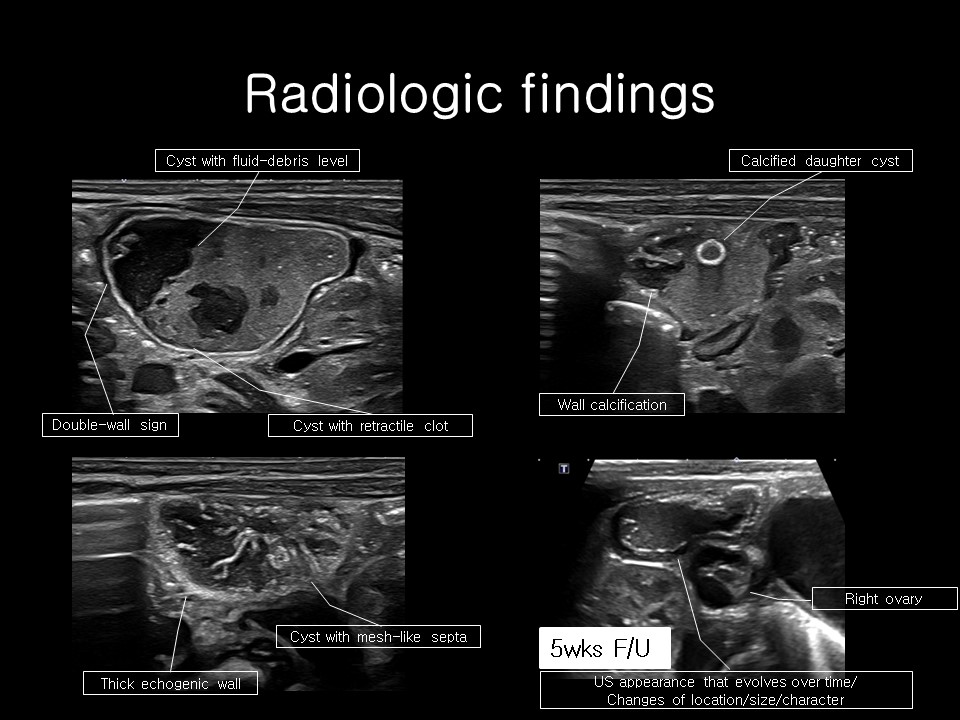 Radiologic findings
Cyst with fluid-debris level
Calcified daughter cyst
Double-wall sign
Cyst with retractile clot
Wall calcification
T
Right ovary
Cyst with mesh-like septa
5wks F/U
Thick echogenic wall
US appearance that evolves over time/
Changes of location/size/character